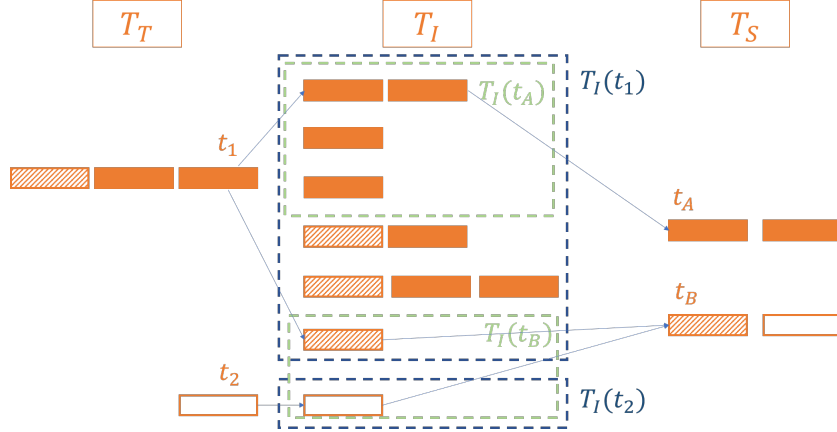 T_T
T_I
T_S
T_I(t_A)
T_I(t_1)
t_1
t_A
t_B
T_I(t_B)
t_2
T_I(t_2)